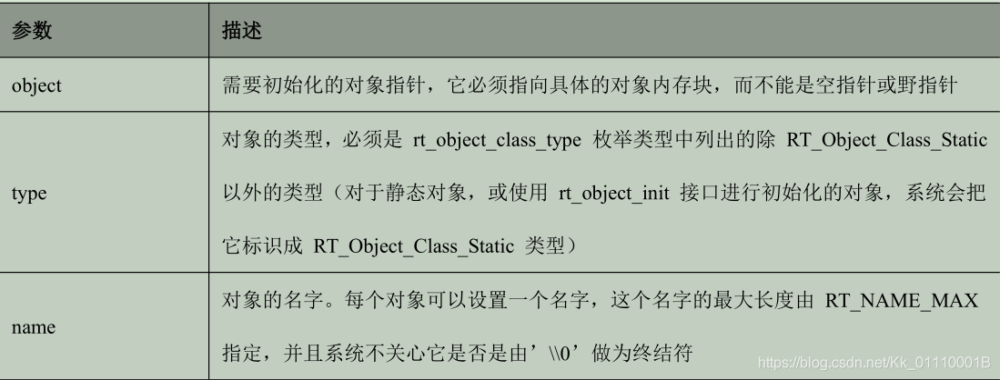 参数 描述
object 需要初始化的对象指针，它必须指向具体的对象内存块，而不能是空指针或野指针
对象的类型，必须是 rt_object_class_type 枚举类型中列出的除 RT_Object_Class_Static
type 以外的类型（对于静态对象，或使用 rt_object_init 接口进行初始化的对象，系统会把
它标识成 RT_Object_Class_Static 类型）
对象的名字。每个对象可以设置一个名字，这个名字的最大长度由 RT_NAME_MAX
name
指定，并且系统不关心它是否是由’\\0’做为终结符
https://blog.csdn.net/Kk_01110001B